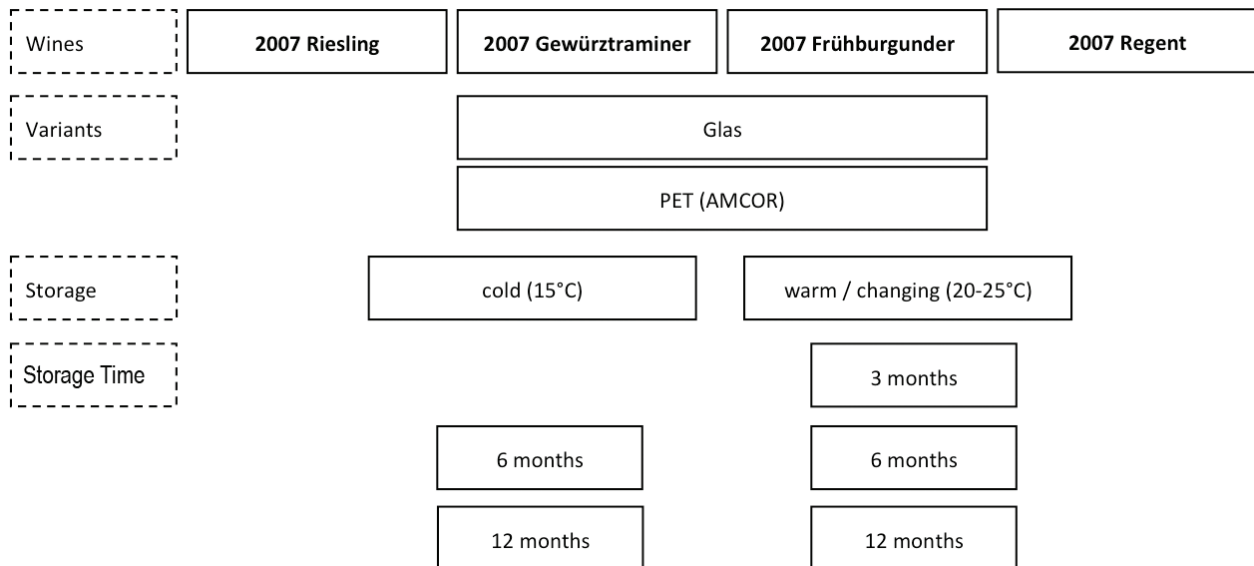 Wines
2007 Riesling
2007 Gewürztraminer
2007 Frühburgunder
2007 Regent
Variants
Glas
PET (AMCOR)
Storage
cold (15°C)
warm / changing (20-25°C)
Storage Time
3 months
6 months
6 months
12 months
12 months